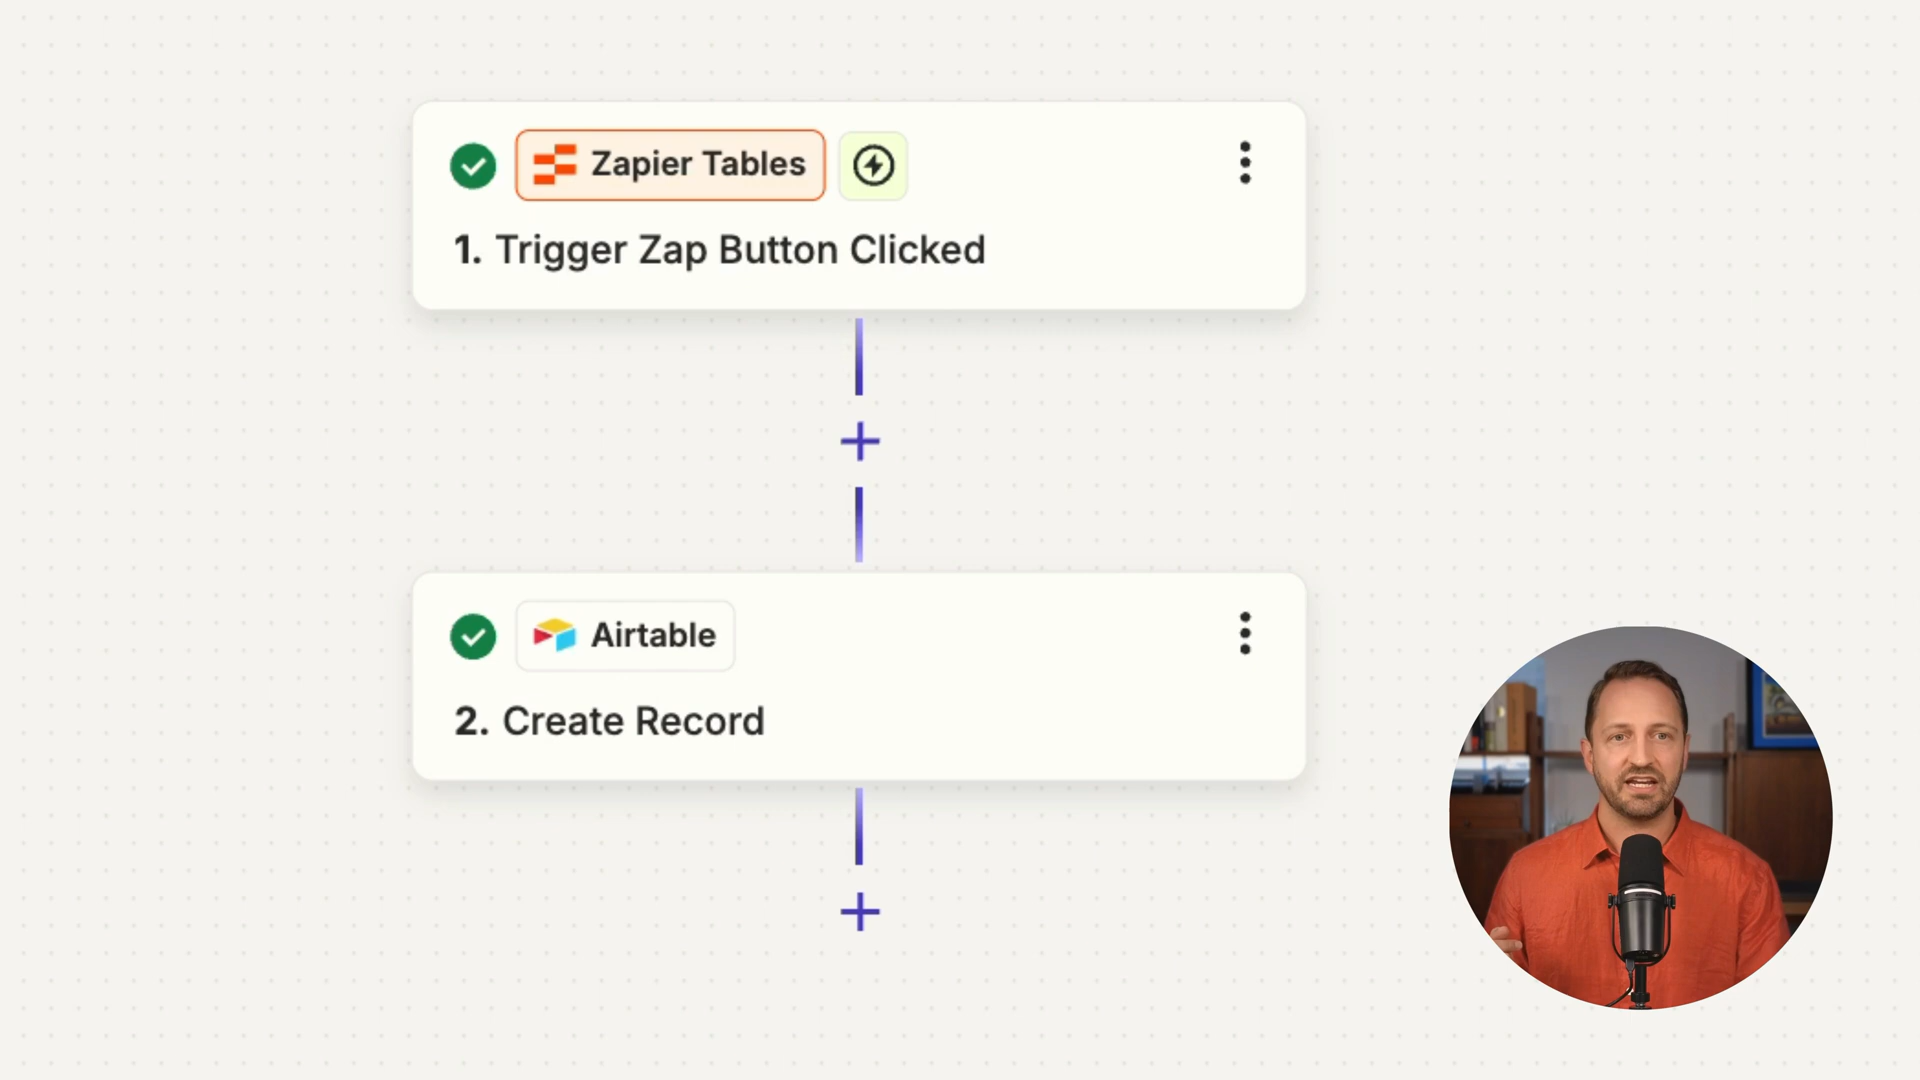 Zapier Tables
1. Trigger Zap Button Clicked
Airtable
2. Create Record